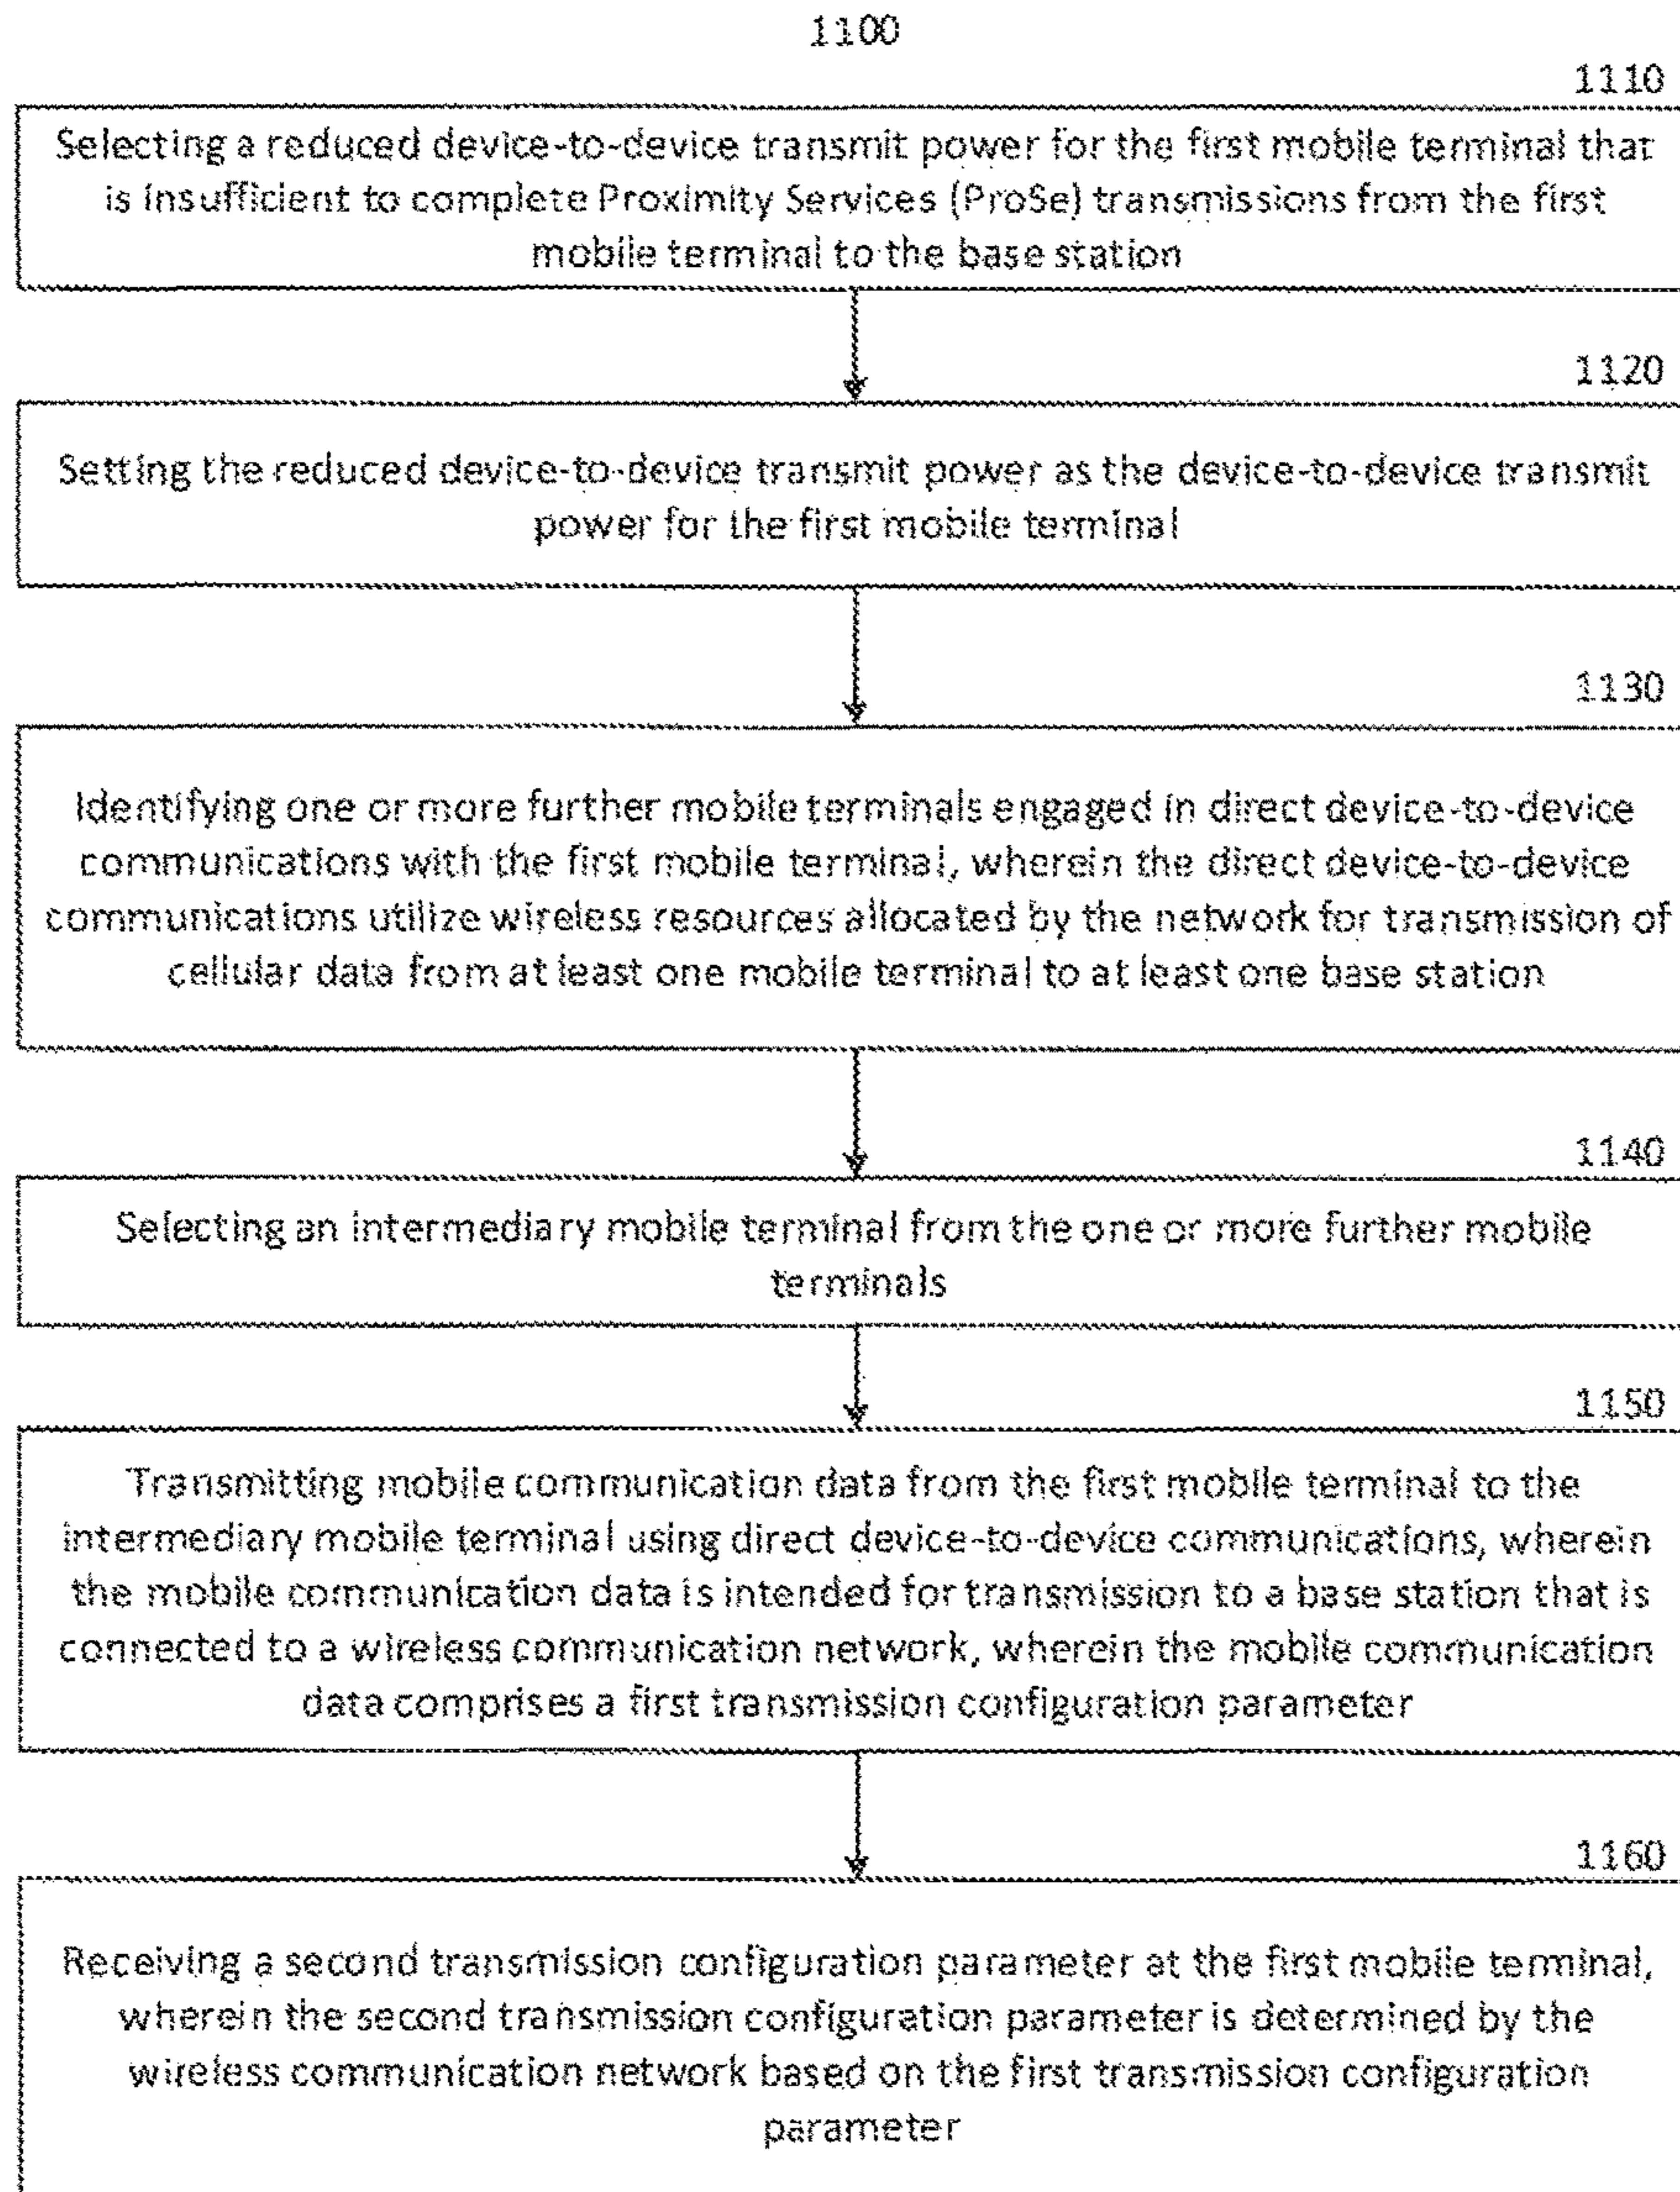 1100
1110
Selecting a reduced device-to-device transmit power for the first mobile terminal that
is insufficient to complete Proximity Services (ProSe) transmissions from the first
mobile terminal to the base station
1120
Setting the reduced device-to-device transmit power as the device-to-device transmit
power for the first mobile terminal
1130
Identifying one or more further mobile terminals engaged in direct device-to-device
communications with the first mobile terminal, wherein the direct device-to-device
communications utilize wireless resources allocated by the network for transmission of
cellular data from at least one mobile terminal to at least one base station
1140
Selecting an intermediary mobile terminal from the one or more further mobile
terminals
1150
Transmitting mobile communication data from the first mobile terminal to the
intermediary mobile terminal using direct device-to-device communications, wherein
the mobile communication data is intended for transmission to a base station that is
connected to a wireless communication network, wherein the mobile communication
data comprises a first transmission configuration parameter
1160
Receiving a second transmission configuration parameter at the first mobile terminal,
wherein the second transmission configuration parameter is determined by the
wireless communication network based on the first transmission configuration
parameter